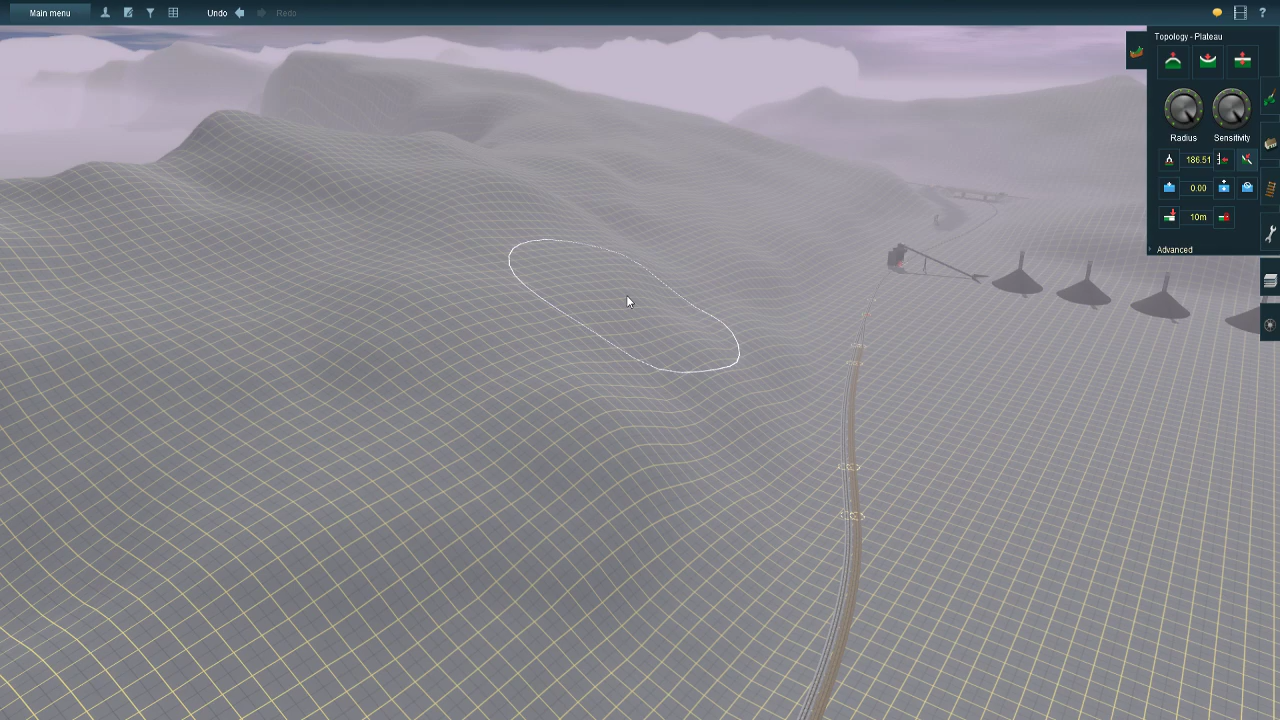 Main menu
Undo
Redo
?
Topology - Plateau
Radius
Sensitivity
186.51
0.00
10m
Advanced